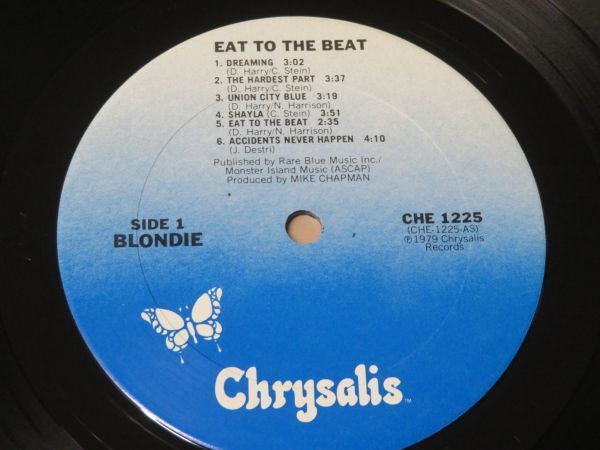 EAT TO THE BEAT
1. DREAMING 3:02
(D. Harry/C. Stein)
2. THE HARDEST PART 3:37
(D. Harry/C. Stein)
3. UNION CITY BLUE 3:19
(D. Harry/N. Harrison)
4. SHAYLA (C. Stein) 3:51
5. EAT TO THE BEAT 2:35
(D. Harry/N. Harrison)
6. ACCIDENTS NEVER HAPPEN 4:10
(J. Destri)
Published by Rare Blue Music Inc./
Monster Island Music (ASCAP)
Produced by MIKE CHAPMAN
SIDE 1
BLONDIE
CHE 1225
(CHE-1225-AS)
℗1979 Chrysalis
Records
Chrysalis™